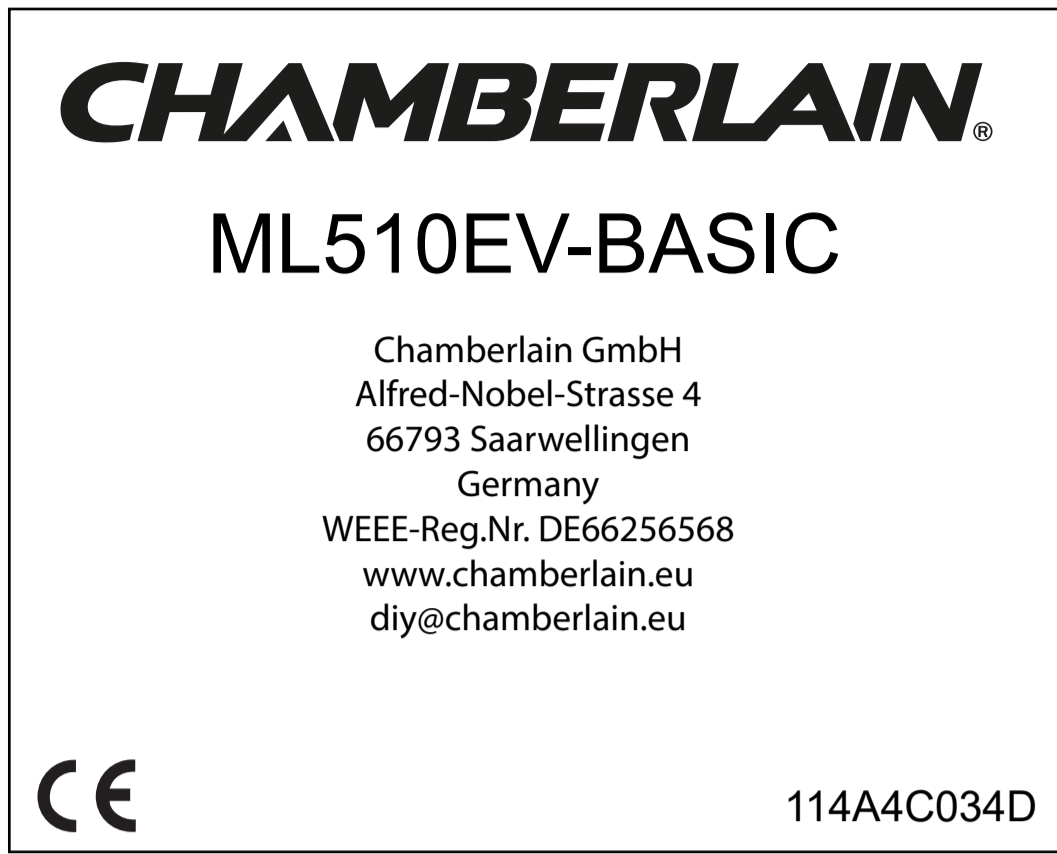 CHAMBERLAIN®
ML510EV-BASIC
Chamberlain GmbH
Alfred-Nobel-Strasse 4
66793 Saarwellingen
Germany
WEEE-Reg.Nr. DE66256568
www.chamberlain.eu
diy@chamberlain.eu
CE
114A4C034D